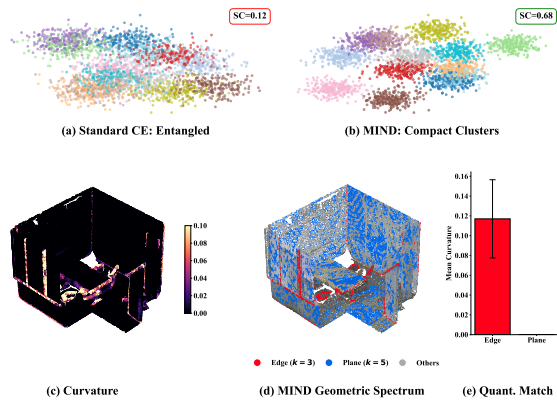 SC=0.12
SC=0.68
(a) Standard CE: Entangled
(b) MIND: Compact Clusters
0.10
0.08
0.06
0.04
0.02
0.00
Edge (k = 3)
Plane (k = 5)
Others
Mean Curvature
0.16
0.14
0.12
0.10
0.08
0.06
0.04
0.02
0.00
Edge
Plane
(c) Curvature
(d) MIND Geometric Spectrum
(e) Quant. Match